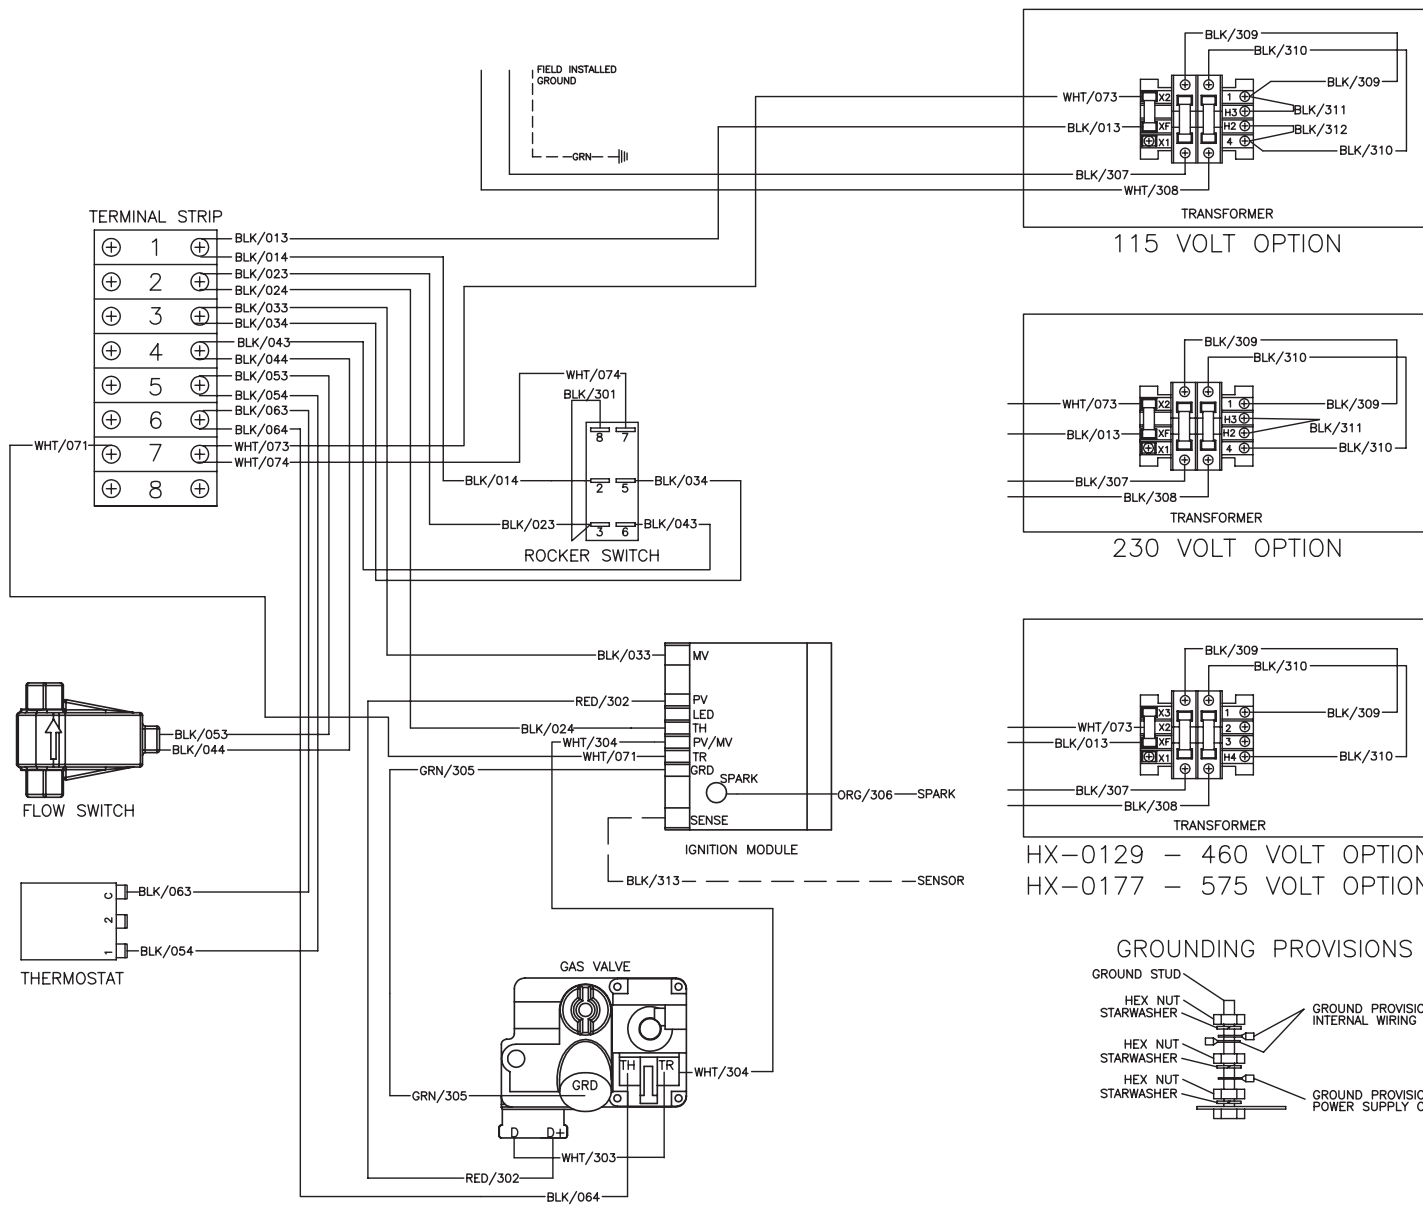 FIELD INSTALLED
GROUND
GRN
TERMINAL STRIP
1
2
3
4
5
6
7
8
BLK/013
BLK/014
BLK/023
BLK/024
BLK/033
BLK/034
BLK/043
BLK/044
BLK/053
BLK/054
BLK/063
BLK/064
WHT/071
WHT/073
WHT/074
WHT/074
BLK/301
8 7
BLK/014
2 5
BLK/034
BLK/023
3 6
BLK/043
ROCKER SWITCH
BLK/053
BLK/044
FLOW SWITCH
C
2
1
BLK/063
BLK/054
THERMOSTAT
BLK/033
MV
RED/302
PV
LED
BLK/024
TH
WHT/304
PV/MV
WHT/071
TR
GRN/305
GRD
SPARK
ORG/306
SPARK
SENSE
IGNITION MODULE
BLK/313
SENSOR
GAS VALVE
TH TR
WHT/304
GRD
GRN/305
D D+
WHT/303
RED/302
BLK/064
BLK/309
BLK/310
WHT/073
X2
1
BLK/309
H3
BLK/311
BLK/013
XF
H2
BLK/312
X1
4
BLK/310
BLK/307
WHT/308
TRANSFORMER
115 VOLT OPTION
BLK/309
BLK/310
WHT/073
X2
1
BLK/309
H3
BLK/311
BLK/013
XF
H2
X1
4
BLK/310
BLK/307
BLK/308
TRANSFORMER
230 VOLT OPTION
BLK/309
BLK/310
X3
1
BLK/309
WHT/073
X2
2
BLK/013
XF
3
X1
H4
BLK/310
BLK/307
BLK/308
TRANSFORMER
HX-0129 - 460 VOLT OPTION
HX-0177 - 575 VOLT OPTION
GROUNDING PROVISIONS
GROUND STUD
HEX NUT
STARWASHER
GROUND PROVISIO
INTERNAL WIRING
HEX NUT
STARWASHER
HEX NUT
STARWASHER
GROUND PROVISIO
POWER SUPPLY